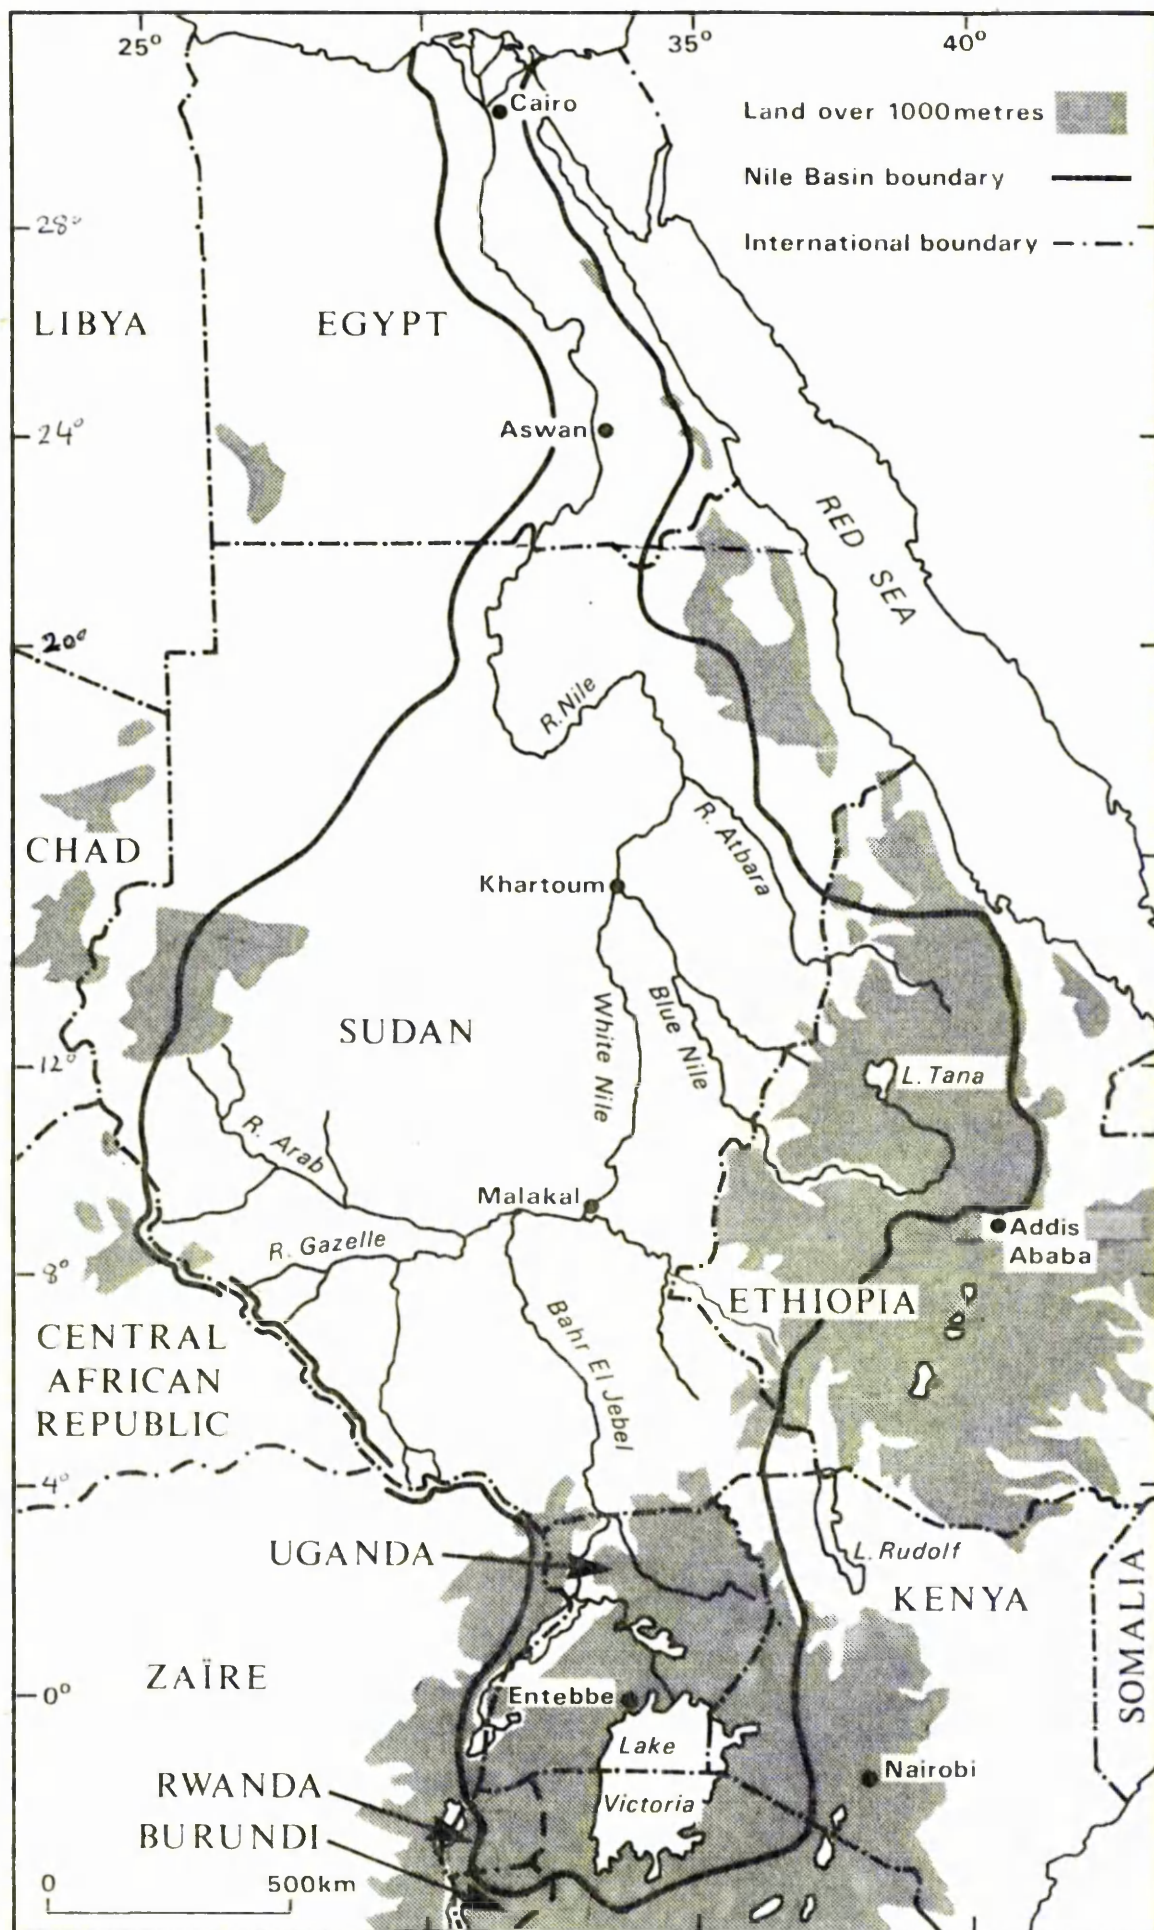 25°
35°
40°
Cairo
Land over 1000metres
Nile Basin boundary
International boundary
28°
LIBYA
EGYPT
24°
Aswan
RED SEA
20°
R.Nile
CHAD
R. Atbara
Khartoum
White Nile
Blue Nile
SUDAN
12°
L. Tana
R. Arab
Malakal
R. Gazelle
Addis
Ababa
8°
ETHIOPIA
Bahr El Jebel
CENTRAL
AFRICAN
REPUBLIC
4°
UGANDA
L. Rudolf
KENYA
SOMALIA
ZAÏRE
0°
Entebbe
Lake
Victoria
Nairobi
RWANDA
BURUNDI
0
500km